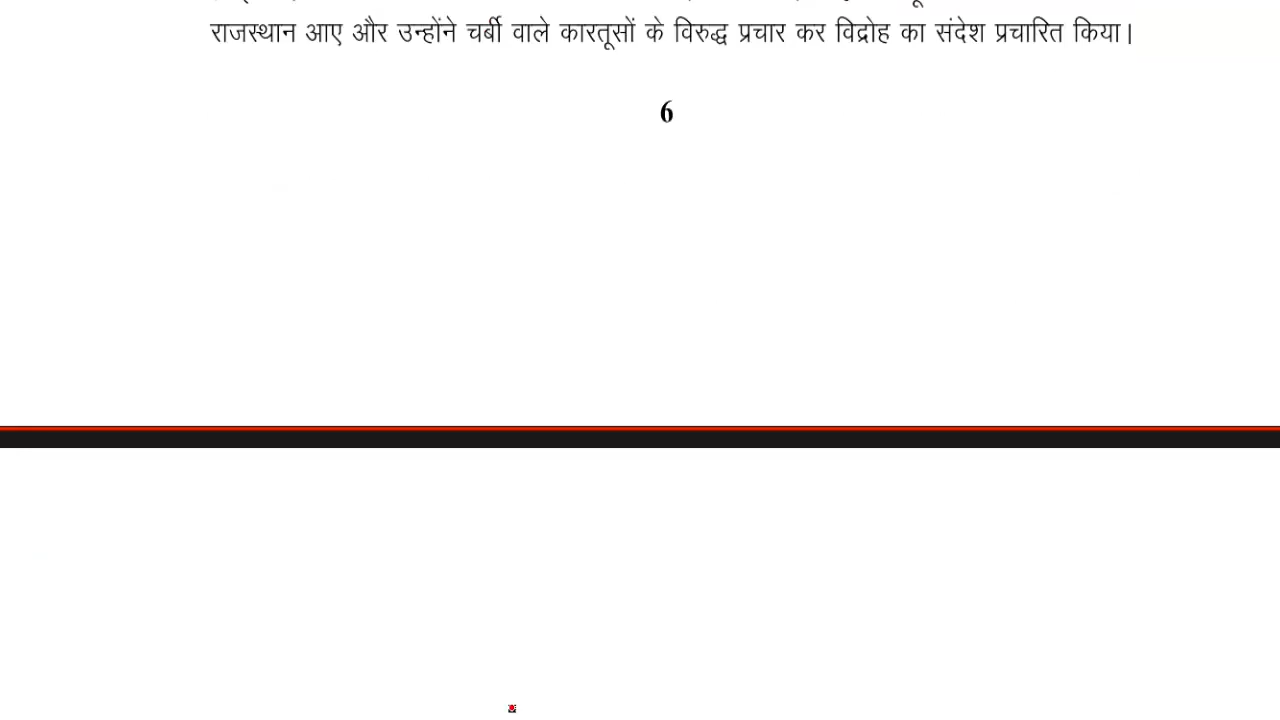 राजस्थान आए और उन्होंने चर्बी वाले कारतूसों के विरुद्ध प्रचार कर विद्रोह का संदेश प्रचारित किया।
6